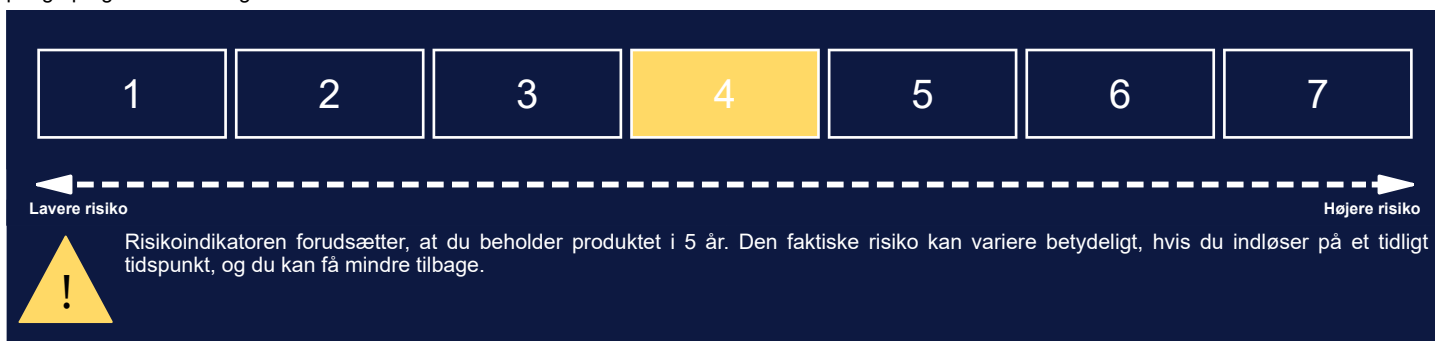 1 2 3 4 5 6 7
Lavere risiko Højere risiko
Risikoindikatoren forudsætter, at du beholder produktet i 5 år. Den faktiske risiko kan variere betydeligt, hvis du indløser på et tidligt
tidspunkt, og du kan få mindre tilbage.
!